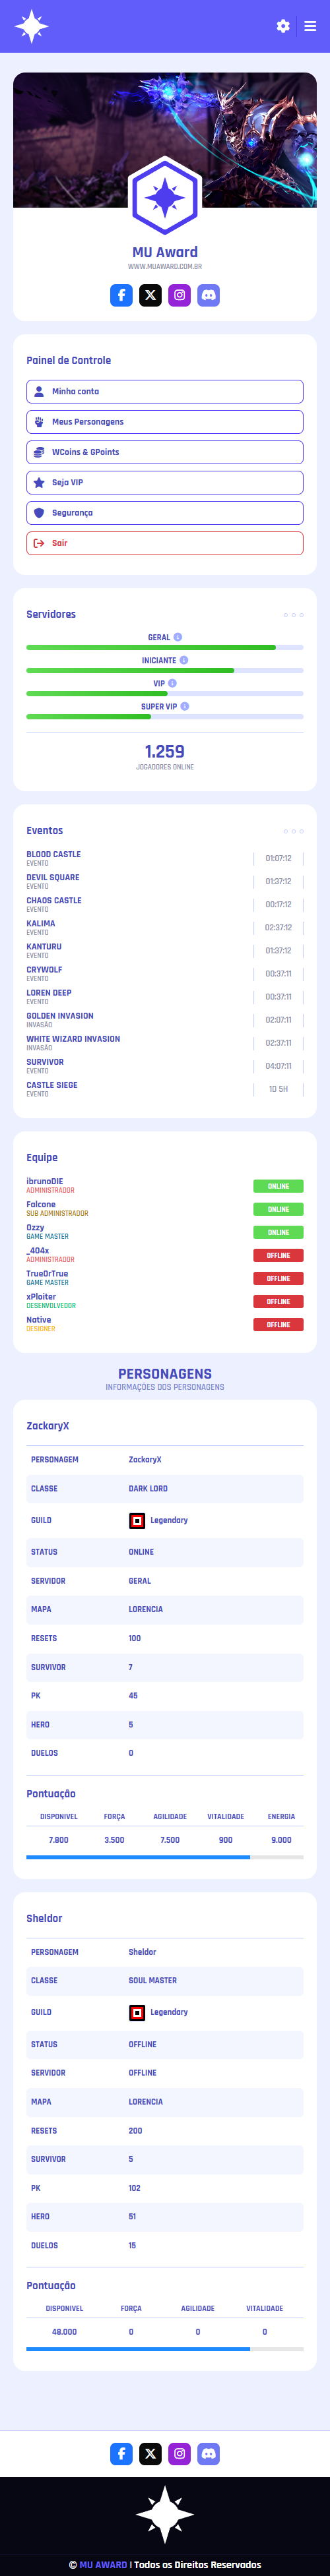 MU Award
WWW.MUAWARD.COM.BR
Painel de Controle
Minha conta
Meus Personagens
WCoins & GPoints
Seja VIP
Segurança
Sair
Servidores
GERAL
INICIANTE
VIP
SUPER VIP
1.259
JOGADORES ONLINE
Eventos
BLOOD CASTLE
EVENTO
01:07:12
DEVIL SQUARE
EVENTO
01:37:12
CHAOS CASTLE
EVENTO
00:17:12
KALIMA
EVENTO
02:37:12
KANTURU
EVENTO
01:37:12
CRYWOLF
EVENTO
00:37:11
LOREN DEEP
EVENTO
00:37:11
GOLDEN INVASION
INVASÃO
02:07:11
WHITE WIZARD INVASION
INVASÃO
02:37:11
SURVIVOR
EVENTO
04:07:11
CASTLE SIEGE
EVENTO
1D 5H
Equipe
ibrunoDIE
ADMINISTRADOR
ONLINE
Falcone
SUB ADMINISTRADOR
ONLINE
Ozzy
GAME MASTER
ONLINE
_404x
ADMINISTRADOR
OFFLINE
TrueOrTrue
GAME MASTER
OFFLINE
xPloiter
DESENVOLVEDOR
OFFLINE
Native
DESIGNER
OFFLINE
PERSONAGENS
INFORMAÇÕES DOS PERSONAGENS
ZackaryX
PERSONAGEM ZackaryX
CLASSE DARK LORD
GUILD Legendary
STATUS ONLINE
SERVIDOR GERAL
MAPA LORENCIA
RESETS 100
SURVIVOR 7
PK 45
HERO 5
DUELOS 0
Pontuação
DISPONIVEL FORÇA AGILIDADE VITALIDADE ENERGIA
7.800 3.500 7.500 900 9.000
Sheldor
PERSONAGEM Sheldor
CLASSE SOUL MASTER
GUILD Legendary
STATUS OFFLINE
SERVIDOR OFFLINE
MAPA LORENCIA
RESETS 200
SURVIVOR 5
PK 102
HERO 51
DUELOS 15
Pontuação
DISPONIVEL FORÇA AGILIDADE VITALIDADE
48.000 0 0 0
© MU AWARD | Todos os Direitos Reservados